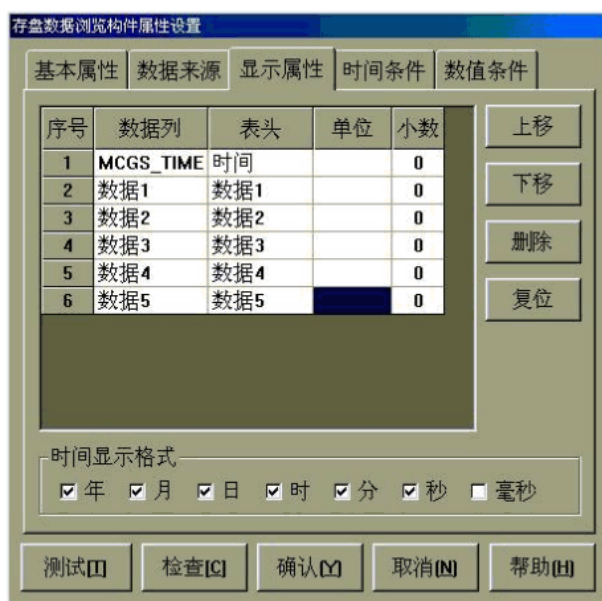 存盘数据浏览构件属性设置
基本属性 数据来源 显示属性 时间条件 数值条件
序号 数据列 表头 单位 小数 上移
1 MCGS_TIME 时间 0
2 数据1 数据1 0 下移
3 数据2 数据2 0
4 数据3 数据3 0 删除
5 数据4 数据4 0
6 数据5 数据5 0 复位
时间显示格式
年 月 日 时 分 秒 毫秒
测试[T] 检查[C] 确认[Y] 取消[N] 帮助[H]